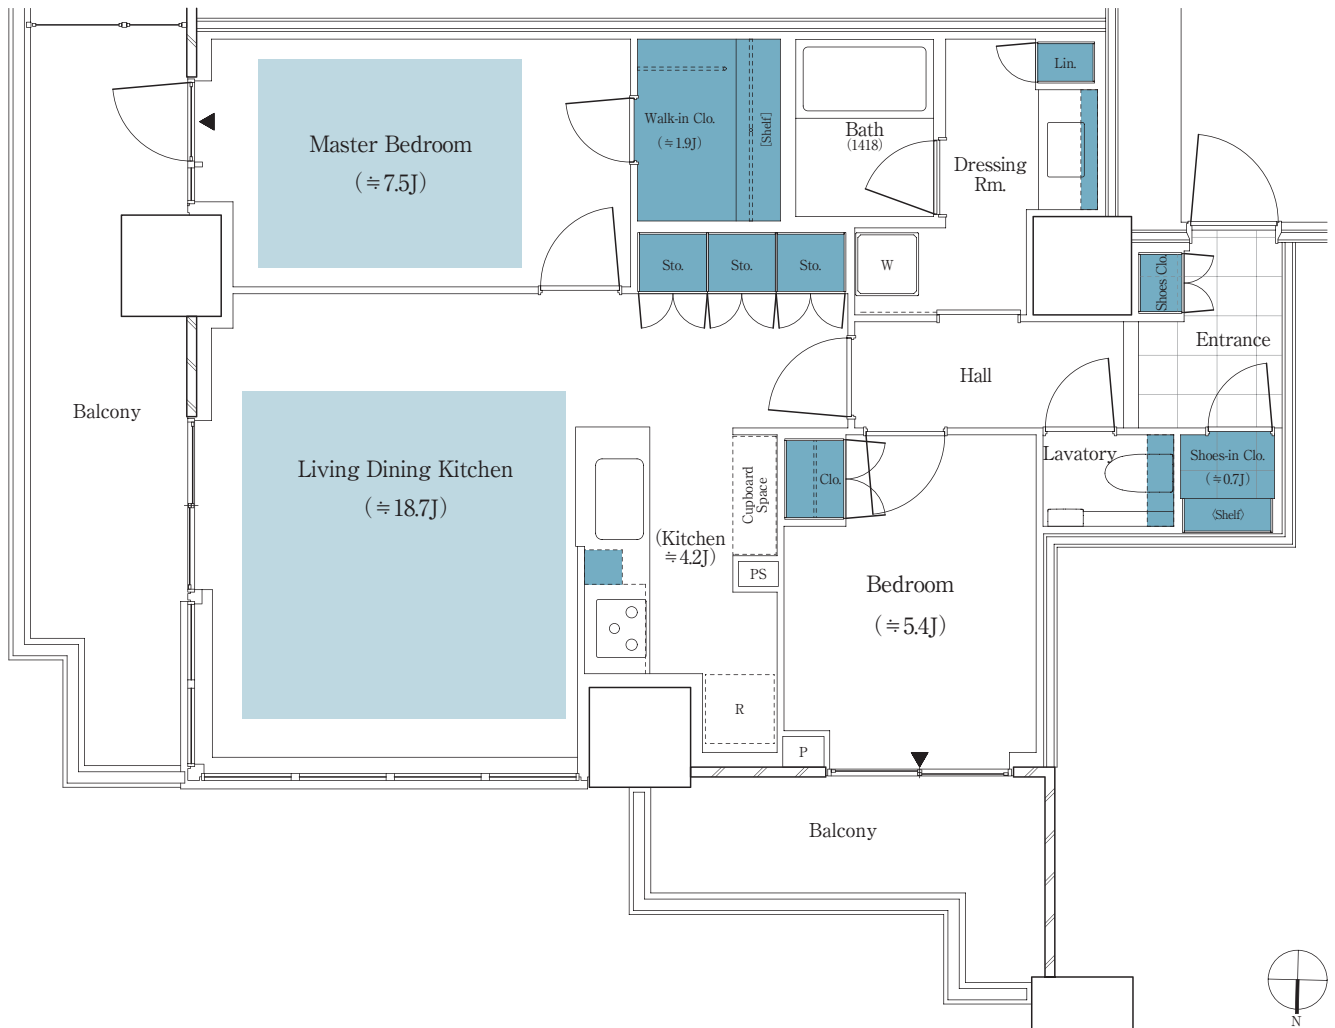 Master Bedroom
(≒7.5J)
Walk-in Clo.
(≒1.9J)
[Shelf]
Bath
(1418)
Lin.
Dressing
Rm.
Sto.
Sto.
Sto.
W
Shoes Clo.
Entrance
Hall
Balcony
Living Dining Kitchen
(≒18.7J)
Cupboard
Space
Clo.
Lavatory
Shoes-in Clo.
(≒0.7J)
〈Shelf〉
(Kitchen
≒4.2J)
PS
Bedroom
(≒5.4J)
R
P
Balcony
N